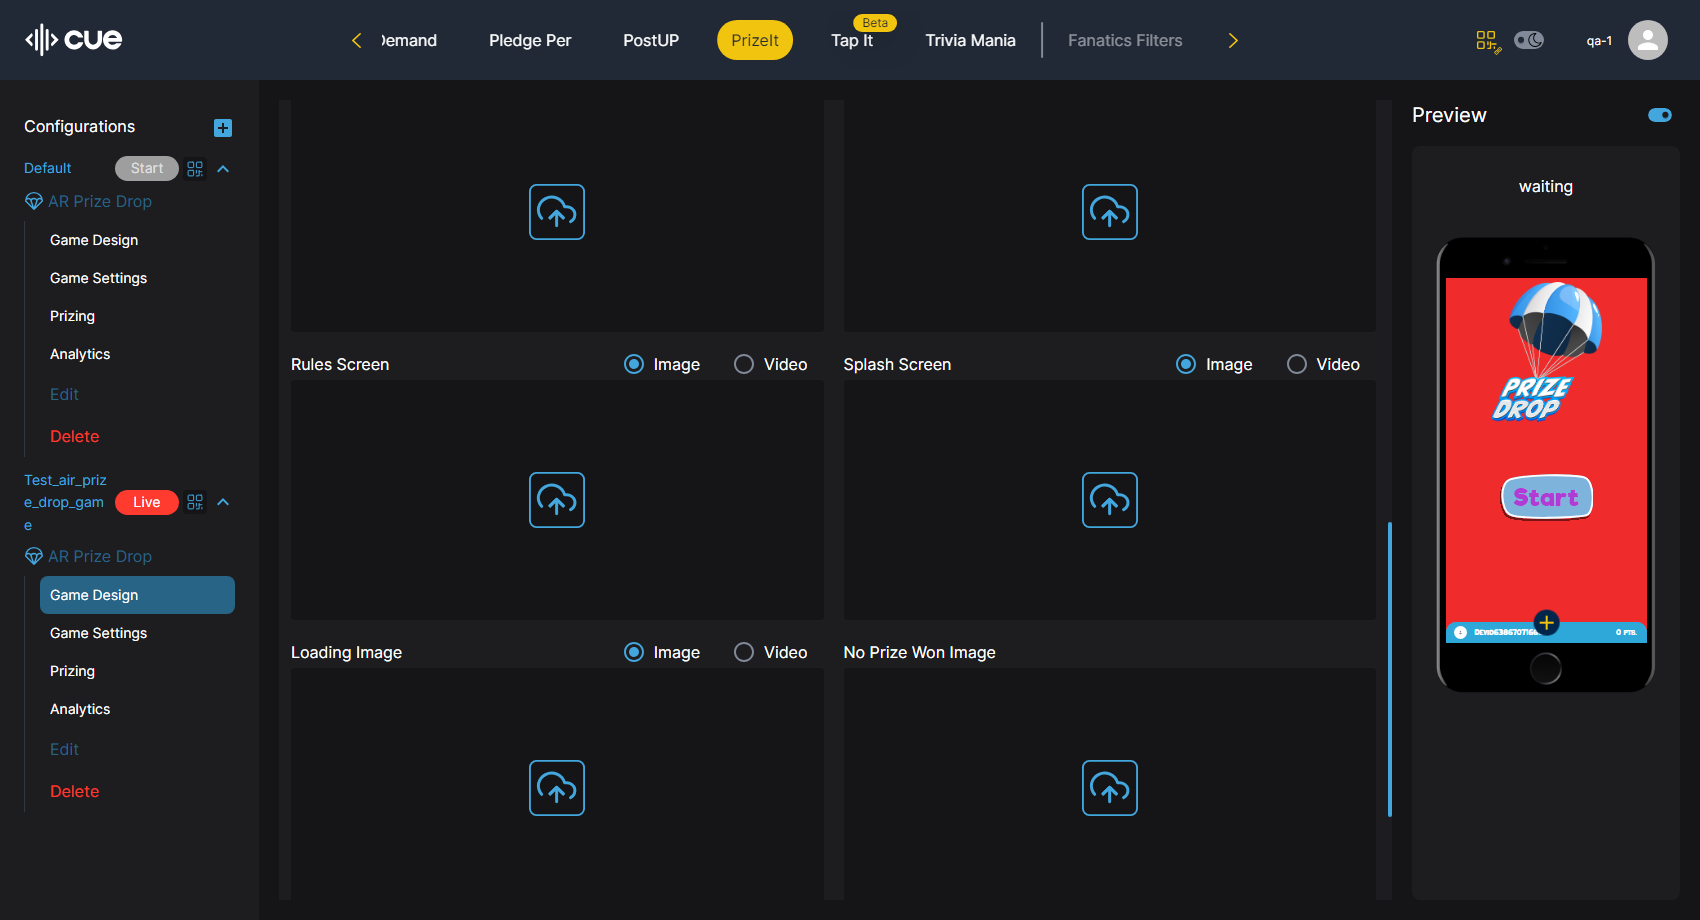 cue
Demand
Pledge Per
PostUP
PrizeIt
Beta
Tap It
Trivia Mania
Fanatics Filters
qa-1
Configurations
Default
Start
AR Prize Drop
Game Design
Game Settings
Prizing
Analytics
Edit
Delete
Test_air_priz
e_drop_gam
e
Live
AR Prize Drop
Game Design
Game Settings
Prizing
Analytics
Edit
Delete
Rules Screen
Image
Video
Splash Screen
Image
Video
Loading Image
Image
Video
No Prize Won Image
Preview
waiting
PRIZE
DROP
Start
0 PTS.